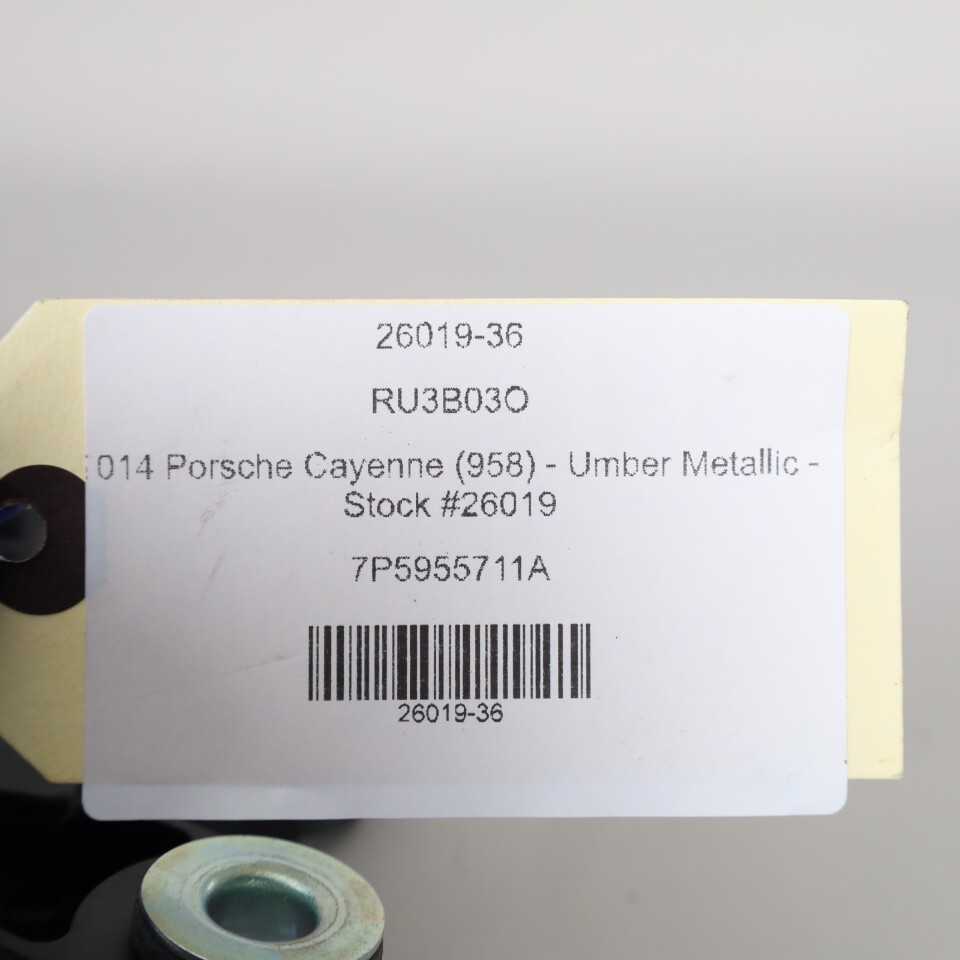 26019-36
RU3B03O
014 Porsche Cayenne (958) - Umber Metallic -
Stock #26019
7P5955711A
26019-36